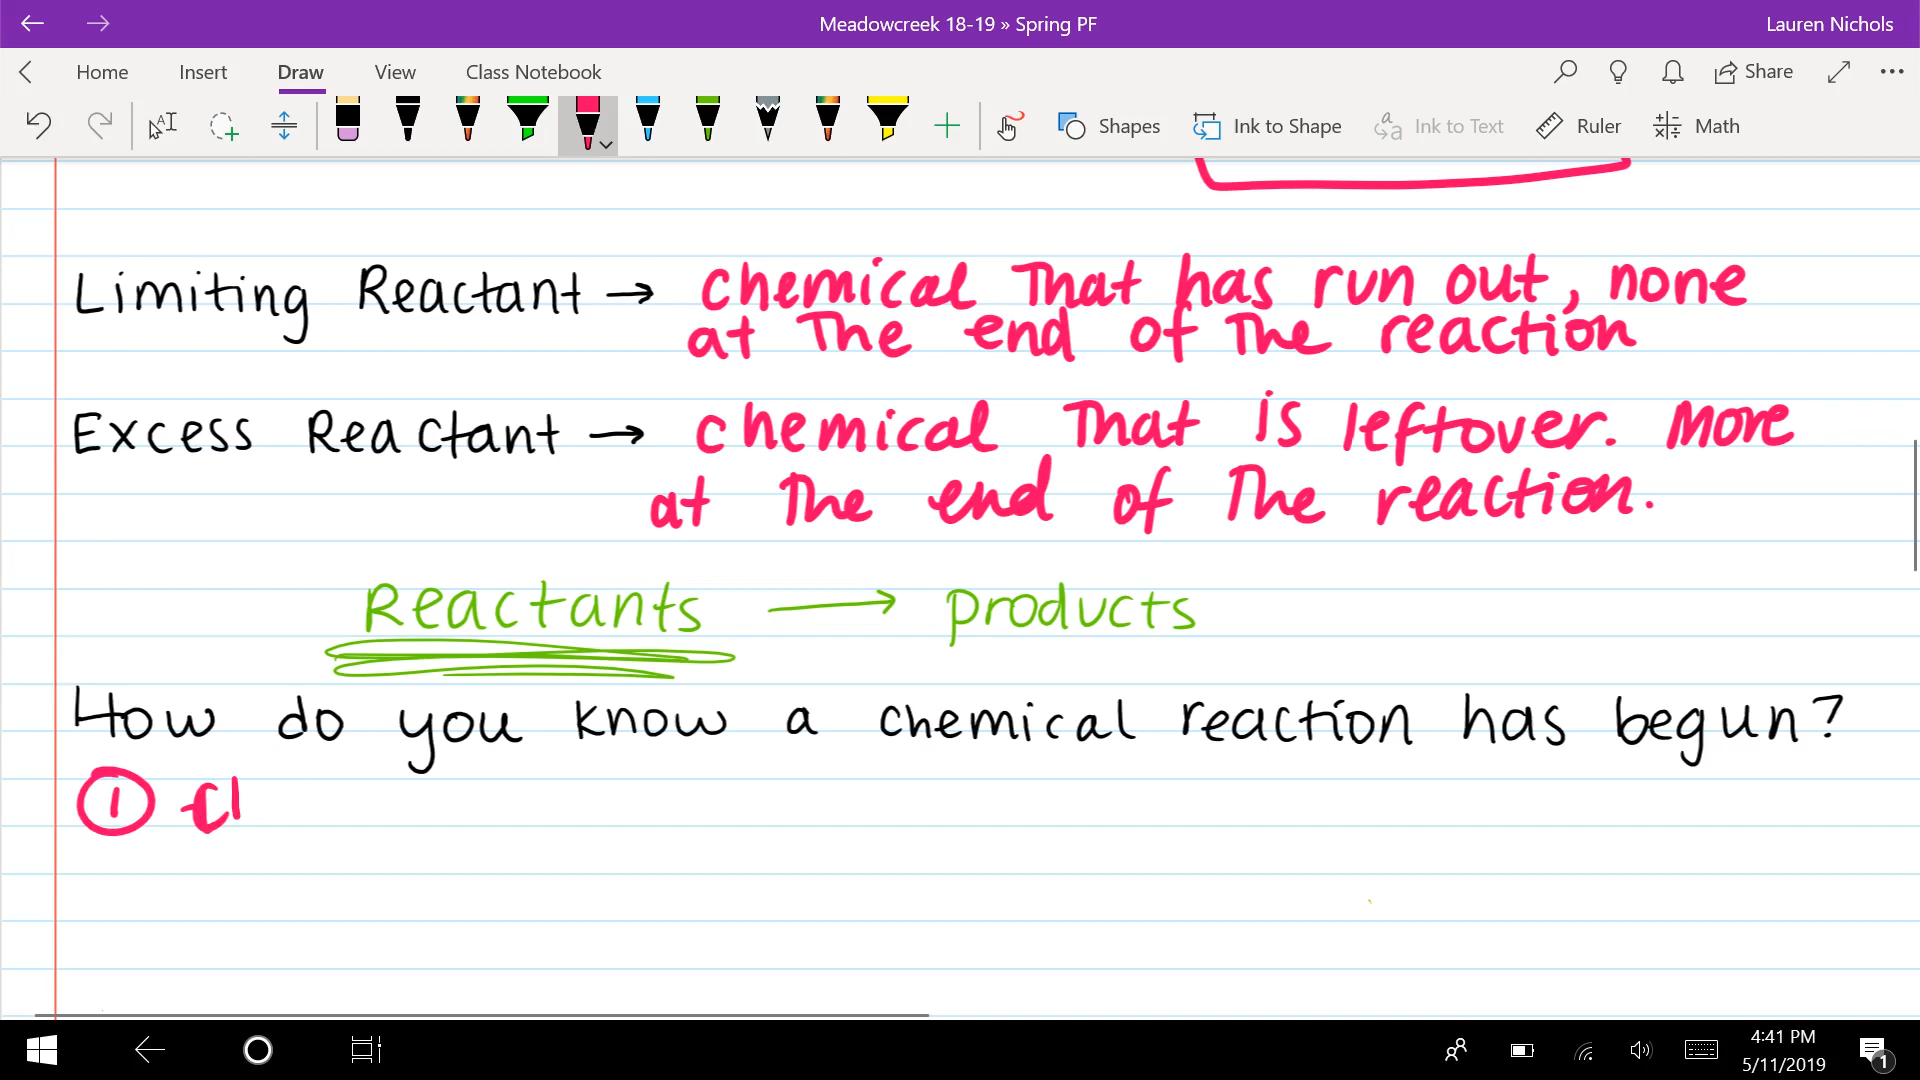 Meadowcreek 18-19 » Spring PF
Lauren Nichols
Home Insert Draw View Class Notebook
Share
Shapes Ink to Shape Ink to Text Ruler Math
Limiting Reactant → chemical that has run out, none
at the end of the reaction
Excess Reactant → chemical that is leftover. More
at the end of the reaction.
Reactants → products
How do you know a chemical reaction has begun?
①
4:41 PM
5/11/2019
1